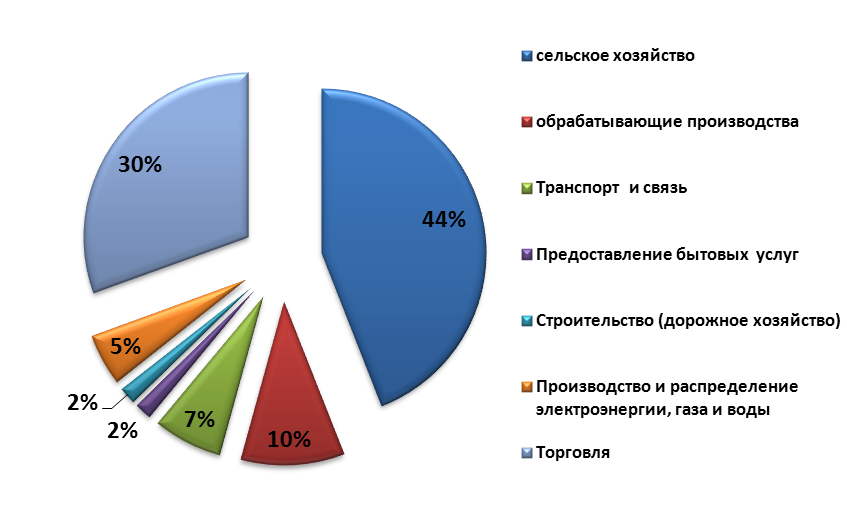 сельское хозяйство
обрабатывающие производства
Транспорт и связь
Предоставление бытовых услуг
Строительство (дорожное хозяйство)
Производство и распределение
электроэнергии, газа и воды
Торговля
30%
44%
5%
2%
2%
7%
10%